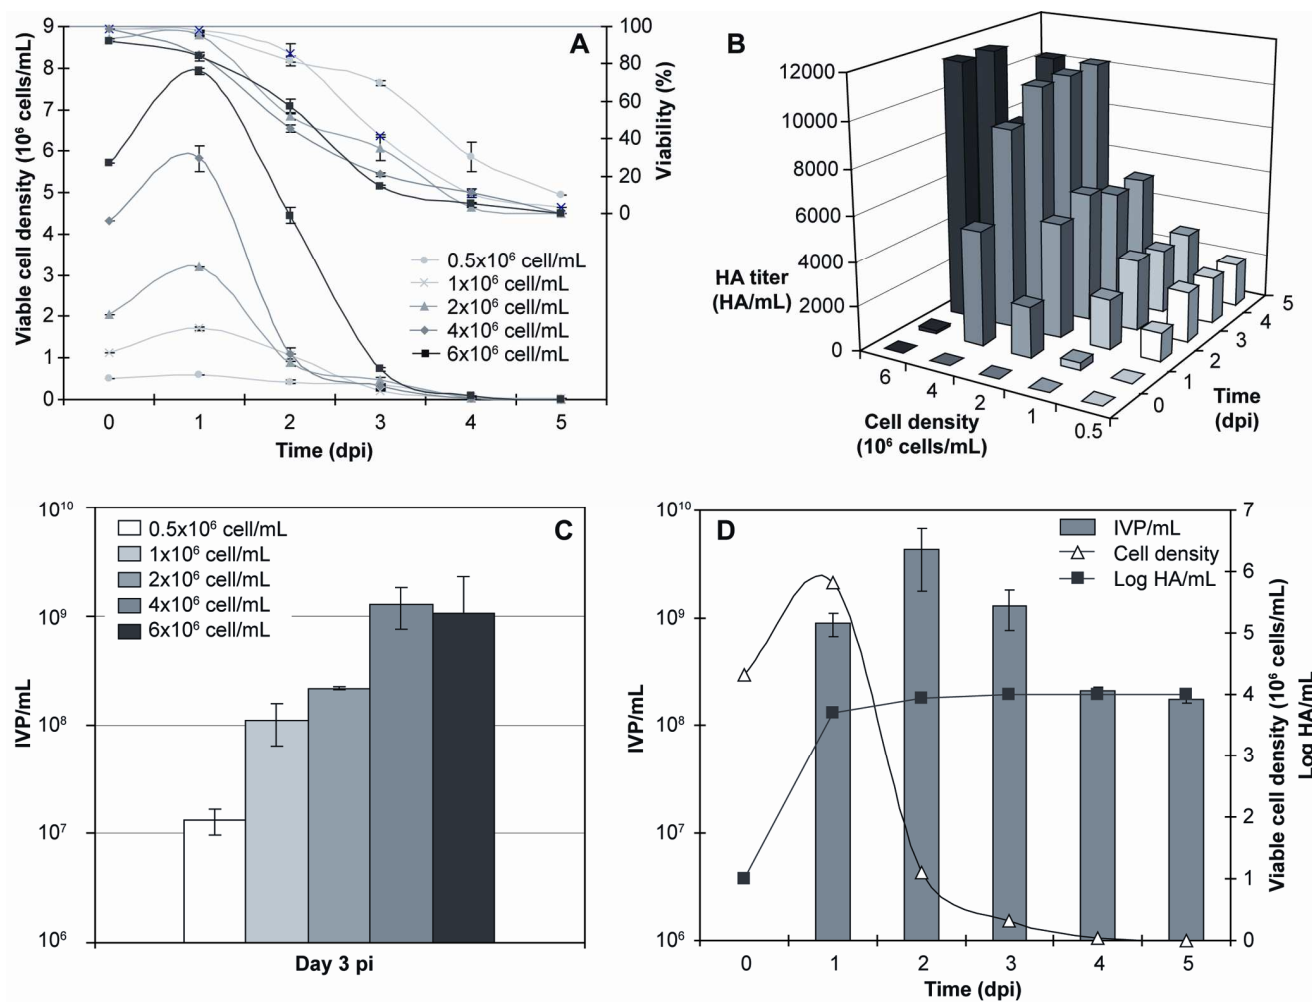 A
Viable cell density (10⁶ cells/mL)
9
8
7
6
5
4
3
2
1
0
100
80
60
40
20
0
Viability (%)
0.5x10⁶ cell/mL
1x10⁶ cell/mL
2x10⁶ cell/mL
4x10⁶ cell/mL
6x10⁶ cell/mL
0 1 2 3 4 5
Time (dpi)
B
12000
10000
8000
6000
4000
2000
0
HA titer
(HA/mL)
6 4 2 1 0.5
Cell density
(10⁶ cells/mL)
0 1 2 3 4 5
Time
(dpi)
C
IVP/mL
10¹⁰
10⁹
10⁸
10⁷
10⁶
0.5x10⁶ cell/mL
1x10⁶ cell/mL
2x10⁶ cell/mL
4x10⁶ cell/mL
6x10⁶ cell/mL
Day 3 pi
D
IVP/mL
10¹⁰
10⁹
10⁸
10⁷
10⁶
IVP/mL
Cell density
Log HA/mL
7
6
5
4
3
2
1
0
Viable cell density (10⁶ cells/mL)
Log HA/mL
0 1 2 3 4 5
Time (dpi)